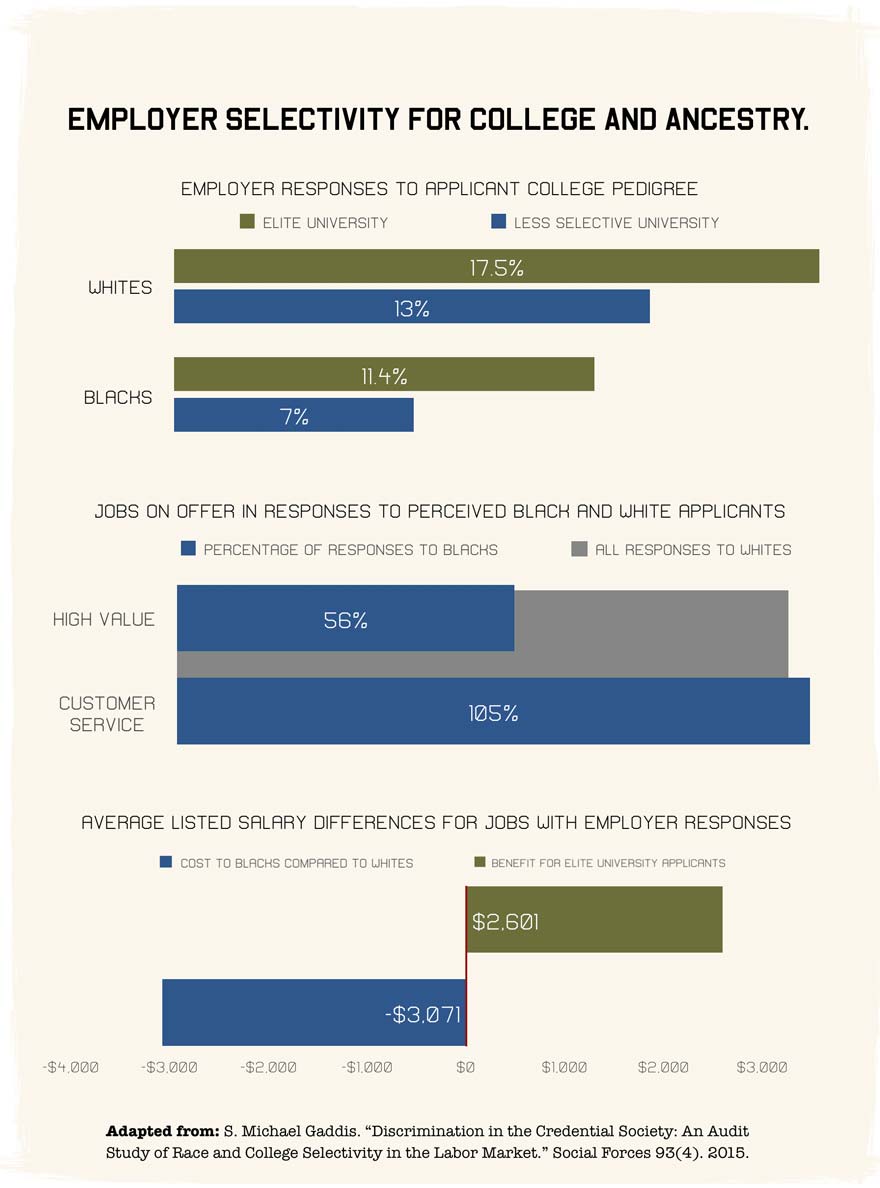 EMPLOYER SELECTIVITY FOR COLLEGE AND ANCESTRY.
EMPLOYER RESPONSES TO APPLICANT COLLEGE PEDIGREE
ELITE UNIVERSITY LESS SELECTIVE UNIVERSITY
WHITES
17.5%
13%
BLACKS
11.4%
7%
JOBS ON OFFER IN RESPONSES TO PERCEIVED BLACK AND WHITE APPLICANTS
PERCENTAGE OF RESPONSES TO BLACKS ALL RESPONSES TO WHITES
HIGH VALUE 56%
CUSTOMER
SERVICE
105%
AVERAGE LISTED SALARY DIFFERENCES FOR JOBS WITH EMPLOYER RESPONSES
COST TO BLACKS COMPARED TO WHITES BENEFIT FOR ELITE UNIVERSITY APPLICANTS
$2,601
-$3,071
-$4,000 -$3,000 -$2,000 -$1,000 $0 $1,000 $2,000 $3,000
Adapted from: S. Michael Gaddis. “Discrimination in the Credential Society: An Audit
Study of Race and College Selectivity in the Labor Market.” Social Forces 93(4). 2015.